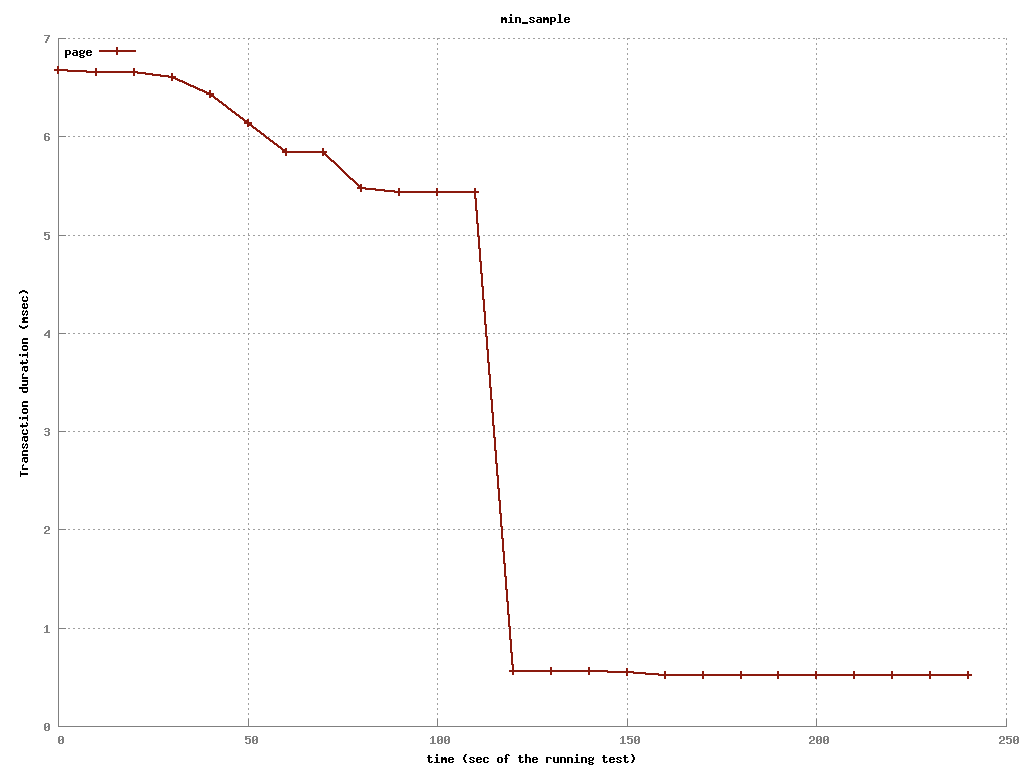 min_sample
7
page
6
5
4
3
2
1
0
Transaction duration (msec)
0 50 100 150 200 250
time (sec of the running test)